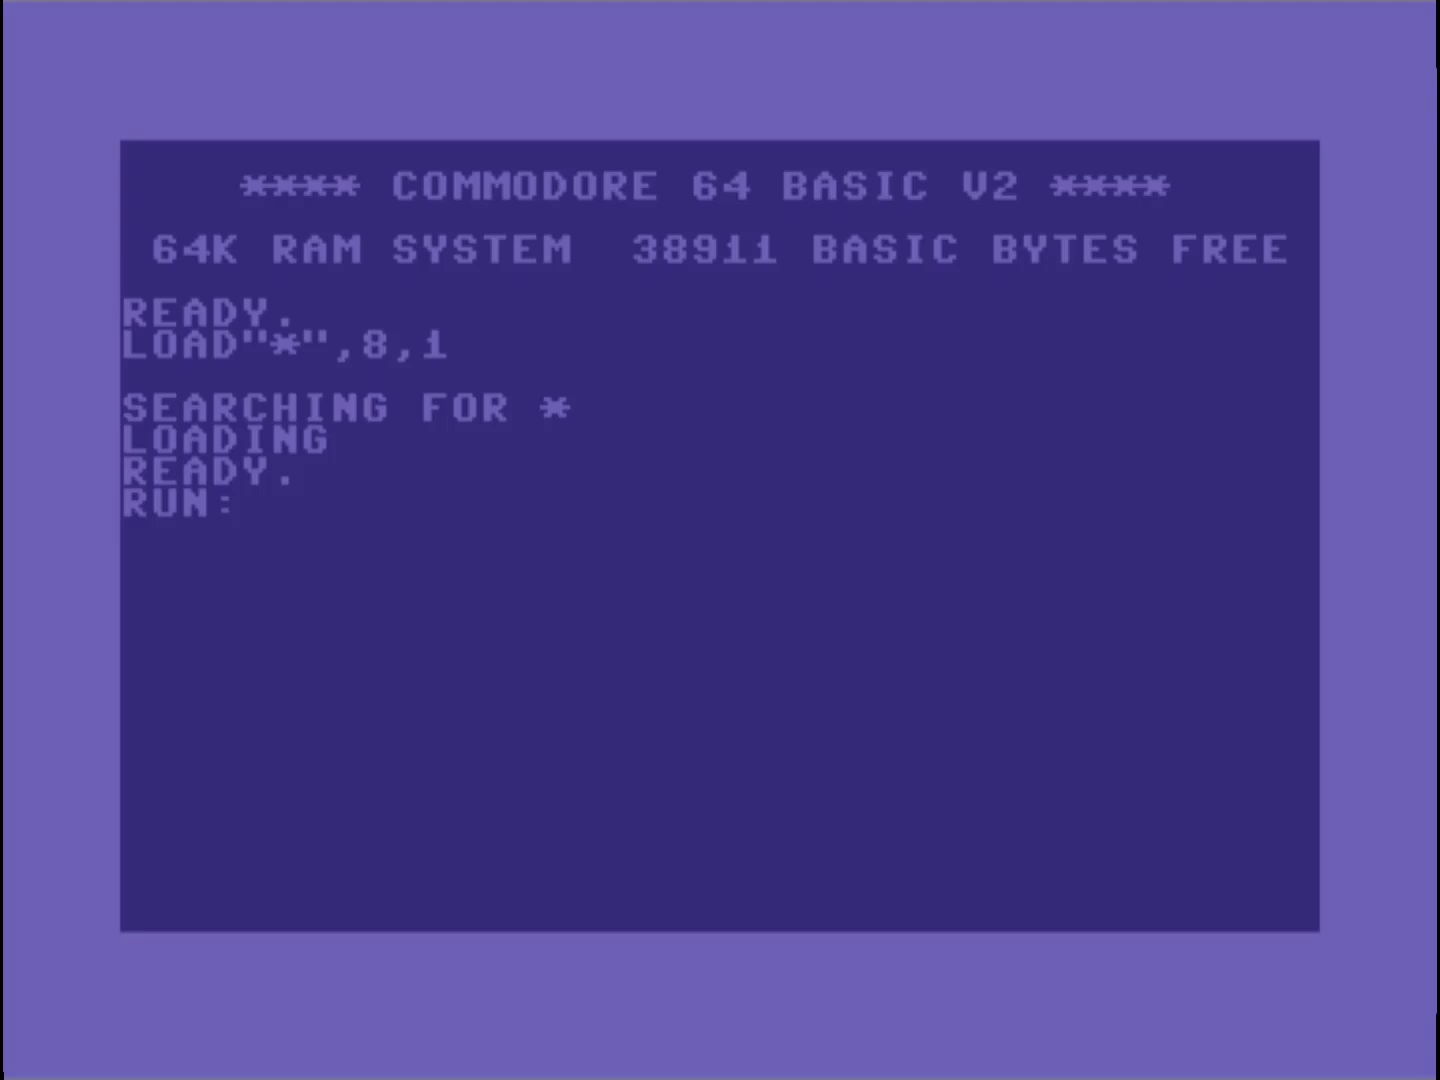 **** COMMODORE 64 BASIC V2 ****
64K RAM SYSTEM  38911 BASIC BYTES FREE
READY.
LOAD"*",8,1
SEARCHING FOR *
LOADING
READY.
RUN: